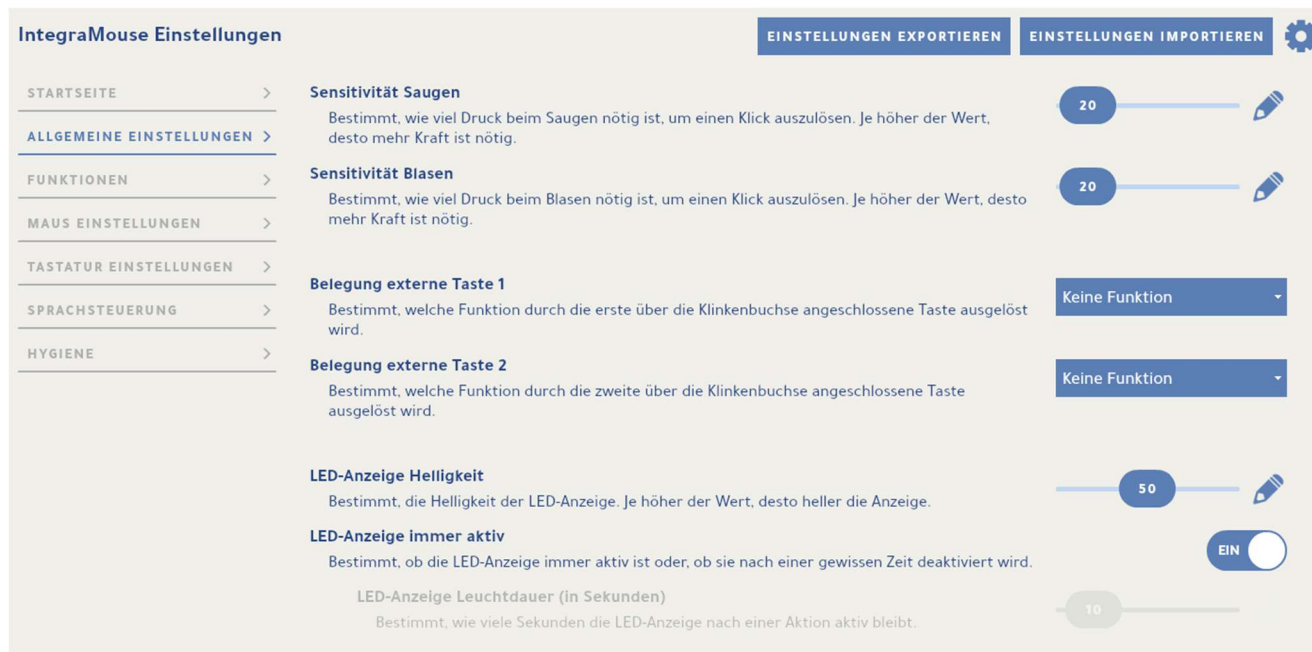 IntegraMouse Einstellungen
EINSTELLUNGEN EXPORTIEREN
EINSTELLUNGEN IMPORTIEREN
STARTSEITE
ALLGEMEINE EINSTELLUNGEN
FUNKTIONEN
MAUS EINSTELLUNGEN
TASTATUR EINSTELLUNGEN
SPRACHSTEUERUNG
HYGIENE
Sensitivität Saugen
20
Bestimmt, wie viel Druck beim Saugen nötig ist, um einen Klick auszulösen. Je höher der Wert,
desto mehr Kraft ist nötig.
Sensitivität Blasen
20
Bestimmt, wie viel Druck beim Blasen nötig ist, um einen Klick auszulösen. Je höher der Wert, desto
mehr Kraft ist nötig.
Belegung externe Taste 1
Keine Funktion
Bestimmt, welche Funktion durch die erste über die Klinkenbuchse angeschlossene Taste ausgelöst
wird.
Belegung externe Taste 2
Keine Funktion
Bestimmt, welche Funktion durch die zweite über die Klinkenbuchse angeschlossene Taste
ausgelöst wird.
LED-Anzeige Helligkeit
50
Bestimmt, die Helligkeit der LED-Anzeige. Je höher der Wert, desto heller die Anzeige.
LED-Anzeige immer aktiv
EIN
Bestimmt, ob die LED-Anzeige immer aktiv ist oder, ob sie nach einer gewissen Zeit deaktiviert wird.
LED-Anzeige Leuchtdauer (in Sekunden)
10
Bestimmt, wie viele Sekunden die LED-Anzeige nach einer Aktion aktiv bleibt.